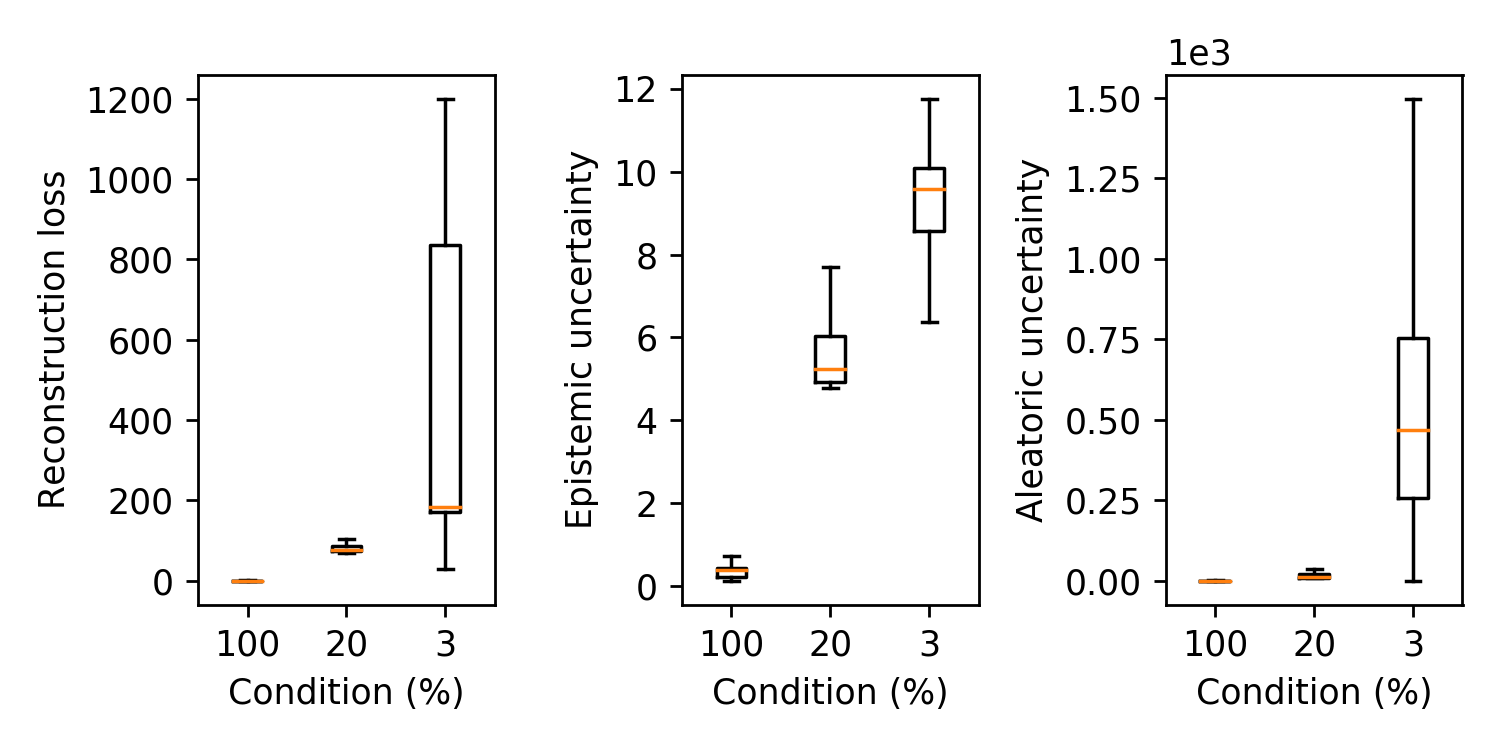 Reconstruction loss
1200
1000
800
600
400
200
0
100 20 3
Condition (%)
Epistemic uncertainty
12
10
8
6
4
2
0
100 20 3
Condition (%)
1e3
Aleatoric uncertainty
1.50
1.25
1.00
0.75
0.50
0.25
0.00
100 20 3
Condition (%)